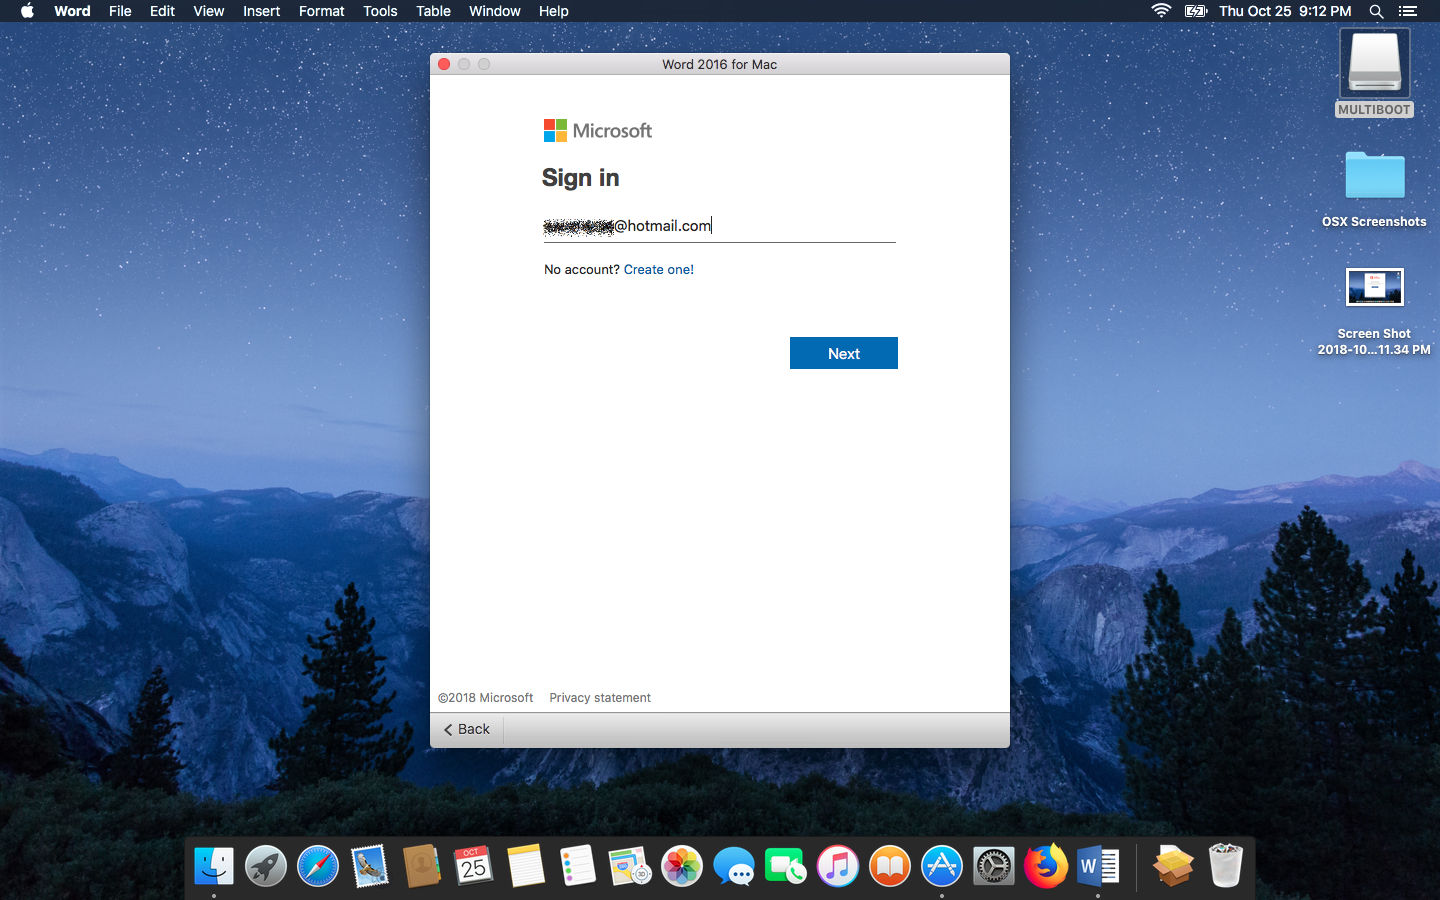 Word File Edit View Insert Format Tools Table Window Help Thu Oct 25 9:12 PM
Word 2016 for Mac
MULTIBOOT
Microsoft
Sign in
@hotmail.com
No account? Create one!
Next
OSX Screenshots
Screen Shot
2018-10...11.34 PM
©2018 Microsoft Privacy statement
Back
OCT
25
W